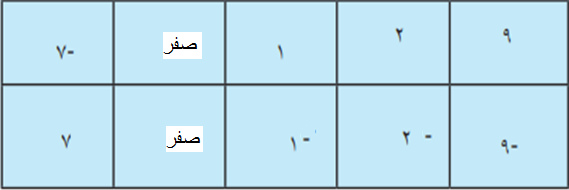 ٩ ٢ ١ صفر ٧-
٩- ٢ - ١ - صفر ٧